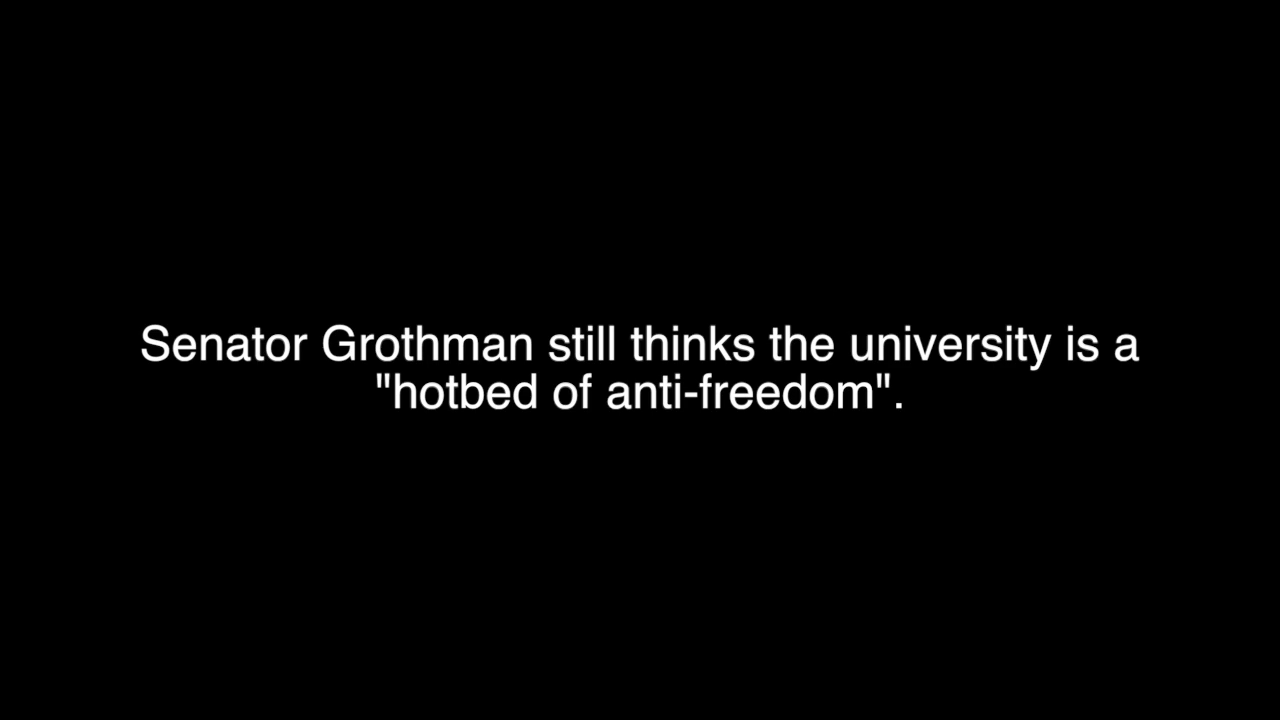 Senator Grothman still thinks the university is a
"hotbed of anti-freedom".